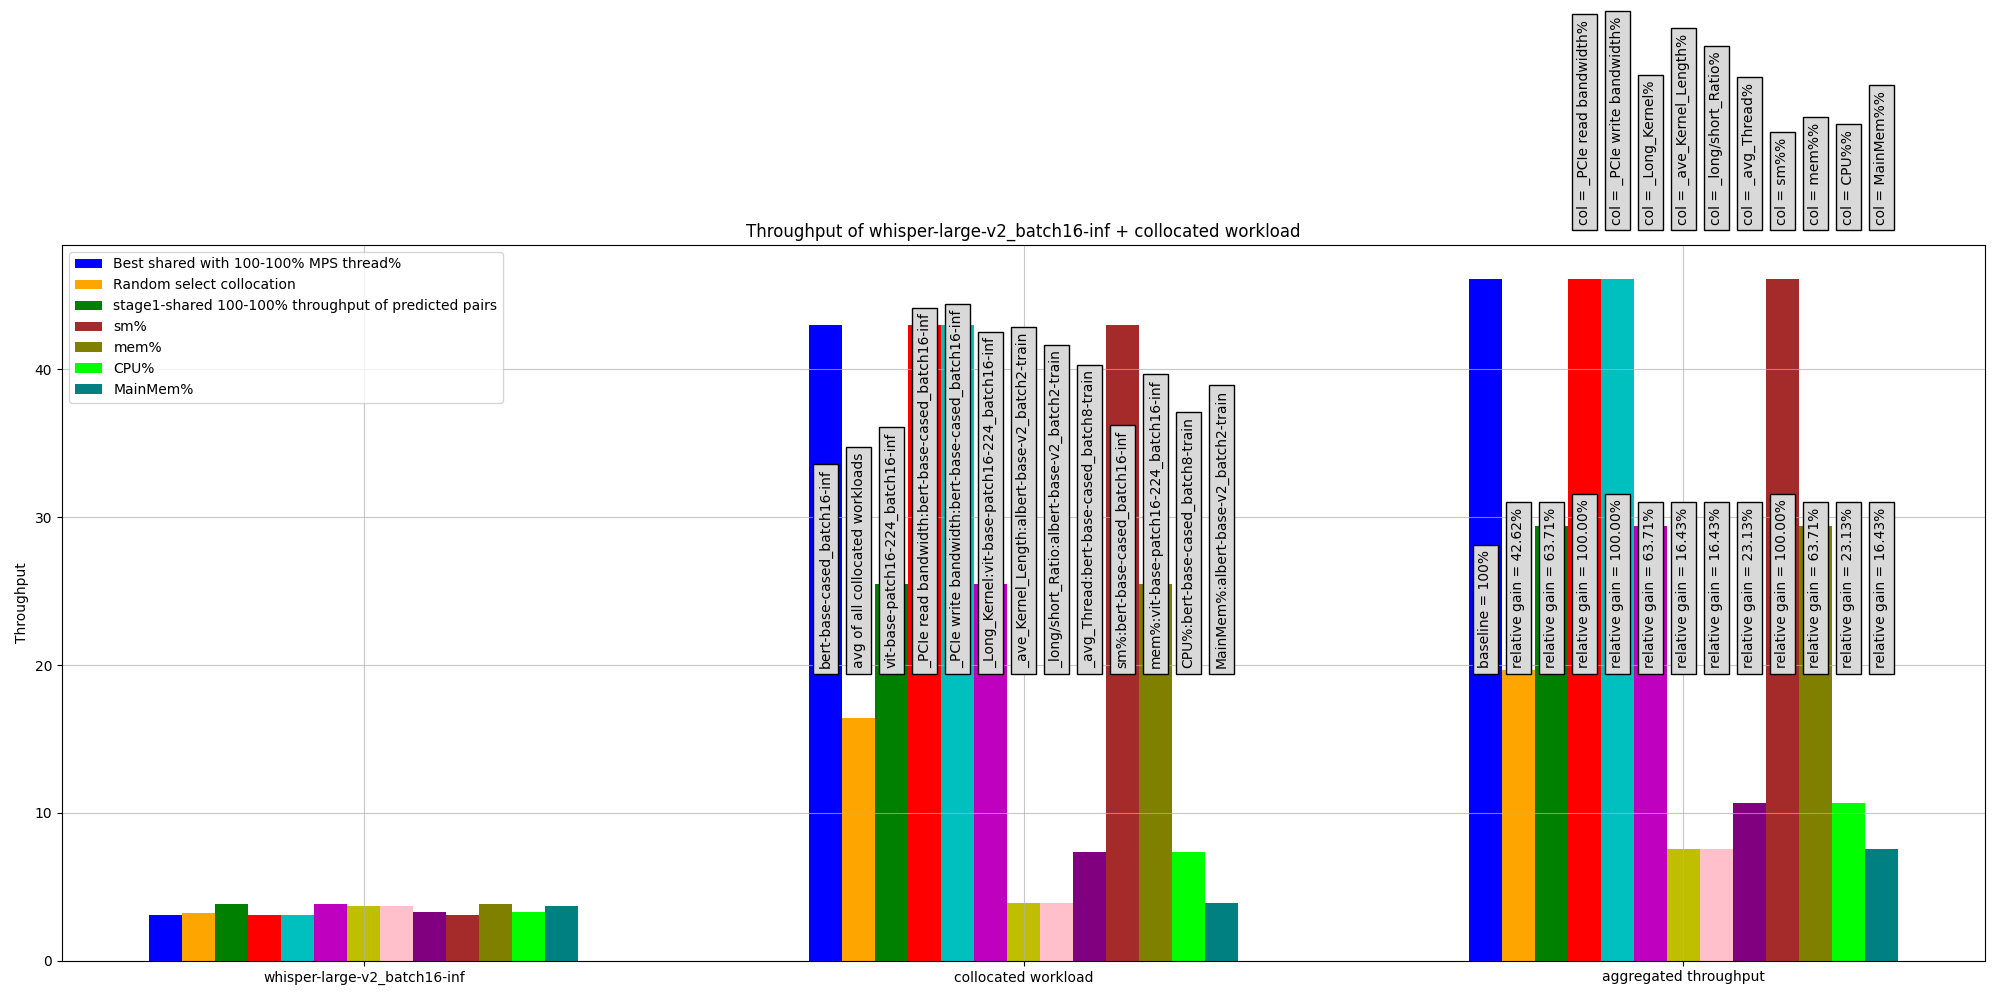 col = _PCIe read bandwidth%
col = _PCIe write bandwidth%
col = _Long_Kernel%
col = _ave_Kernel_Length%
col = _long/short_Ratio%
col = _avg_Thread%
col = sm%%
col = mem%%
col = CPU%%
col = MainMem%%
Throughput of whisper-large-v2_batch16-inf + collocated workload
Best shared with 100-100% MPS thread%
Random select collocation
stage1-shared 100-100% throughput of predicted pairs
sm%
mem%
CPU%
MainMem%
Throughput
40
30
20
10
0
bert-base-cased_batch16-inf
avg of all collocated workloads
vit-base-patch16-224_batch16-inf
_PCIe read bandwidth:bert-base-cased_batch16-inf
_PCIe write bandwidth:bert-base-cased_batch16-inf
_Long_Kernel:vit-base-patch16-224_batch16-inf
_ave_Kernel_Length:albert-base-v2_batch2-train
_long/short_Ratio:albert-base-v2_batch2-train
_avg_Thread:bert-base-cased_batch8-train
sm%:bert-base-cased_batch16-inf
mem%:vit-base-patch16-224_batch16-inf
CPU%:bert-base-cased_batch8-train
MainMem%:albert-base-v2_batch2-train
baseline = 100%
relative gain = 42.62%
relative gain = 63.71%
relative gain = 100.00%
relative gain = 100.00%
relative gain = 63.71%
relative gain = 16.43%
relative gain = 16.43%
relative gain = 23.13%
relative gain = 100.00%
relative gain = 63.71%
relative gain = 23.13%
relative gain = 16.43%
whisper-large-v2_batch16-inf
collocated workload
aggregated throughput